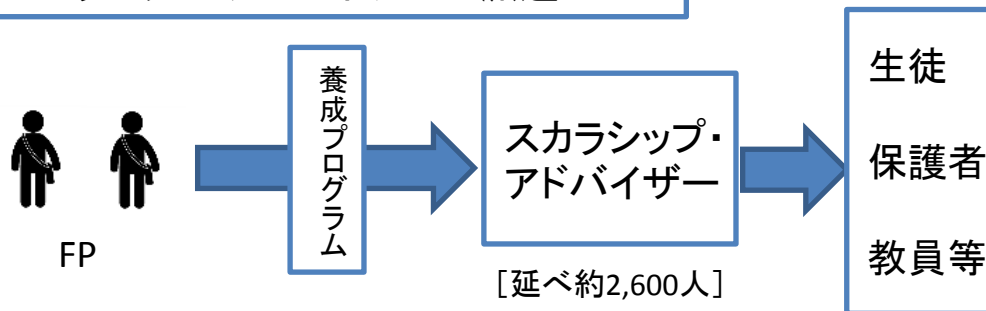 養成プログラム
FP
スカラシップ・
アドバイザー
［延べ約2,600人］
生徒
保護者
教員等